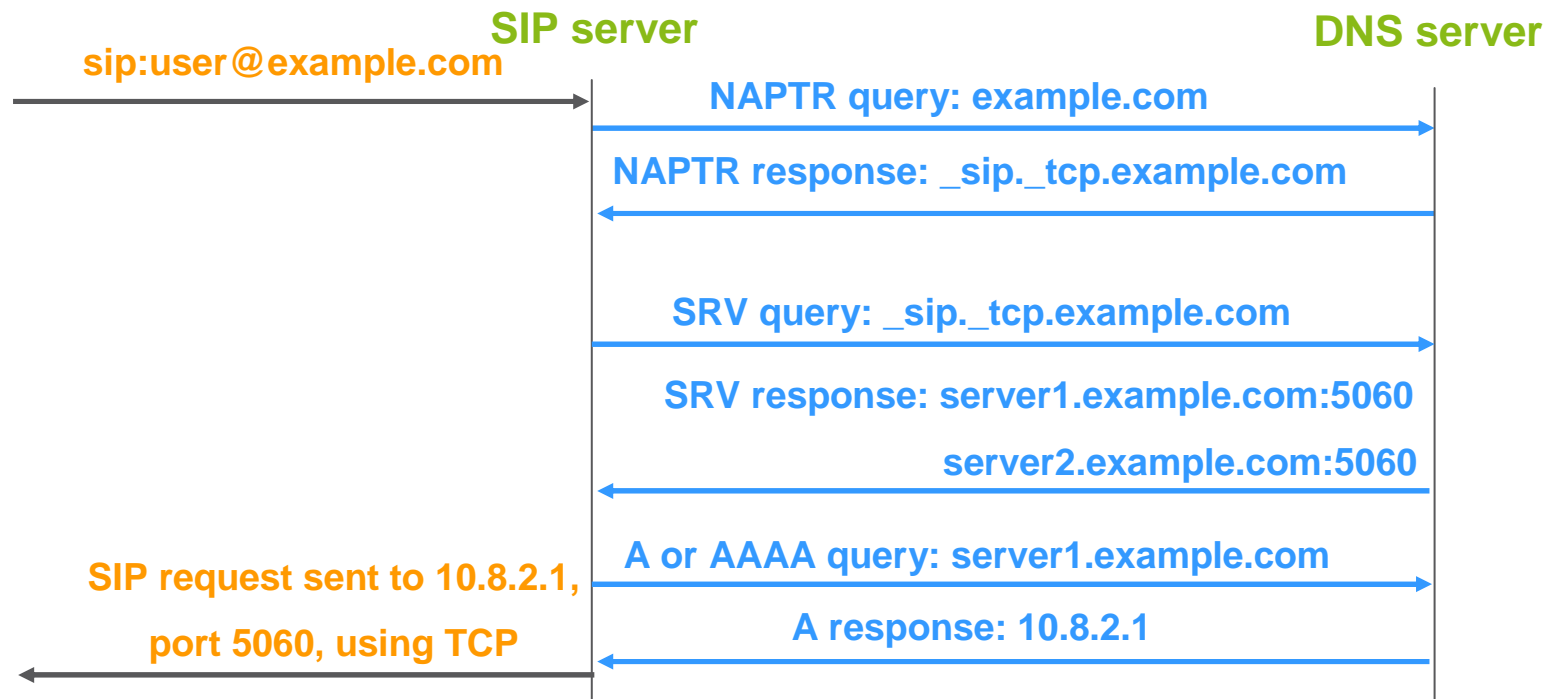 SIP server
DNS server
sip:user@example.com
NAPTR query: example.com
NAPTR response: _sip._tcp.example.com
SRV query: _sip._tcp.example.com
SRV response: server1.example.com:5060
server2.example.com:5060
A or AAAA query: server1.example.com
A response: 10.8.2.1
SIP request sent to 10.8.2.1,
port 5060, using TCP